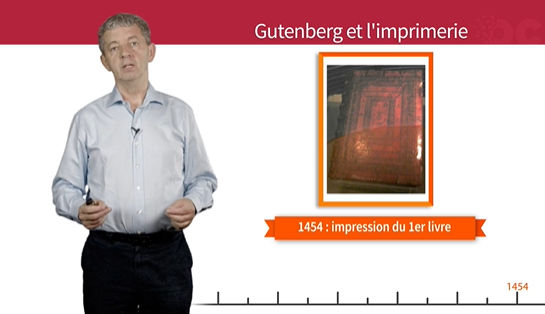 Gutenberg et l'imprimerie
1454 : impression du 1er livre
1454